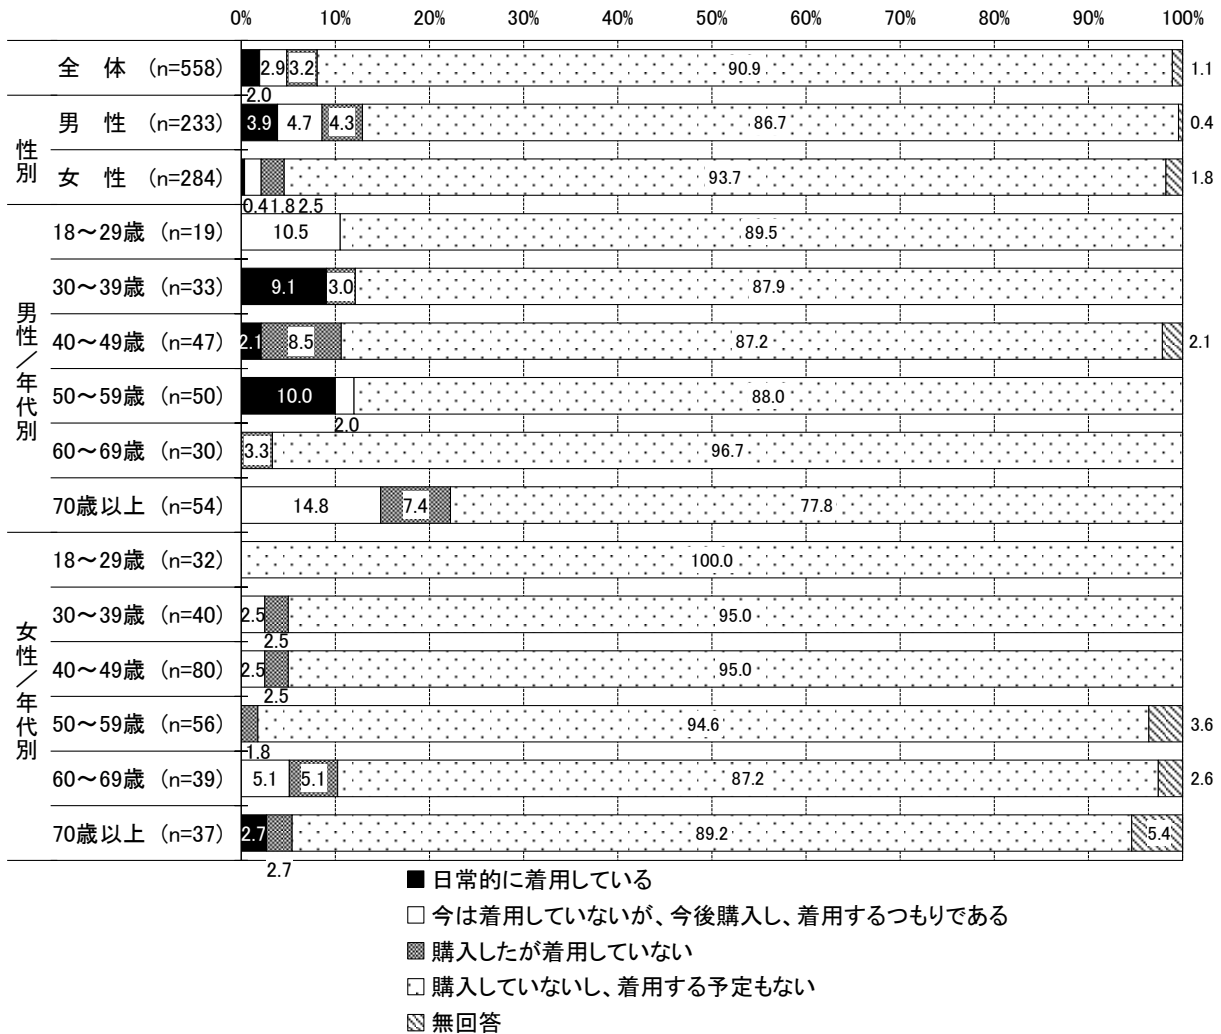 0% 10% 20% 30% 40% 50% 60% 70% 80% 90% 100%
全 体 (n=558) 2.0 2.9 3.2 90.9 1.1
性別
男 性 (n=233) 3.9 4.7 4.3 86.7 0.4
女 性 (n=284) 0.4 1.8 2.5 93.7 1.8
男性／年代別
18～29歳 (n=19) 10.5 89.5
30～39歳 (n=33) 9.1 3.0 87.9
40～49歳 (n=47) 2.1 8.5 87.2 2.1
50～59歳 (n=50) 10.0 2.0 88.0
60～69歳 (n=30) 3.3 96.7
70歳以上 (n=54) 14.8 7.4 77.8
女性／年代別
18～29歳 (n=32) 100.0
30～39歳 (n=40) 2.5 2.5 95.0
40～49歳 (n=80) 2.5 2.5 95.0
50～59歳 (n=56) 1.8 94.6 3.6
60～69歳 (n=39) 5.1 5.1 87.2 2.6
70歳以上 (n=37) 2.7 2.7 89.2 5.4
日常的に着用している
今は着用していないが、今後購入し、着用するつもりである
購入したが着用していない
購入していないし、着用する予定もない
無回答